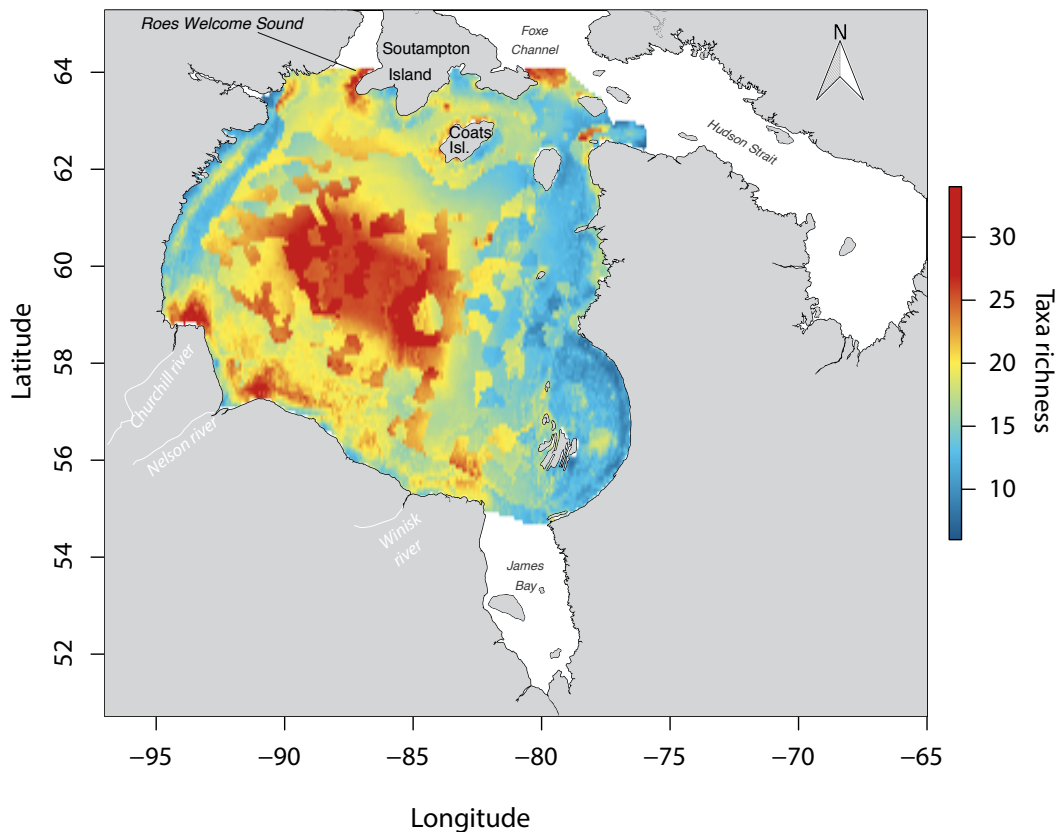 Roes Welcome Sound
Foxe
Channel
N
Soutampton
Island
Coats
Isl.
Hudson Strait
64
62
60
58
56
54
52
Latitude
Churchill river
Nelson river
Winisk
river
James
Bay
−95
−90
−85
−80
−75
−70
−65
Longitude
30
25
20
15
10
Taxa richness